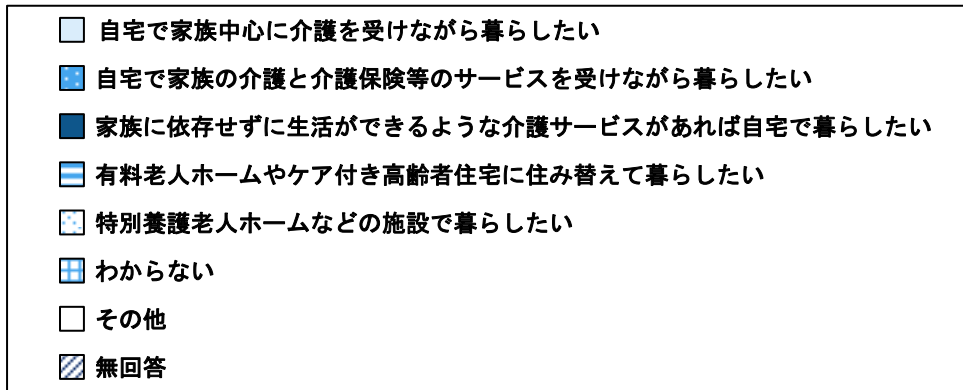 自宅で家族中心に介護を受けながら暮らしたい
自宅で家族の介護と介護保険等のサービスを受けながら暮らしたい
家族に依存せずに生活ができるような介護サービスがあれば自宅で暮らしたい
有料老人ホームやケア付き高齢者住宅に住み替えて暮らしたい
特別養護老人ホームなどの施設で暮らしたい
わからない
その他
無回答